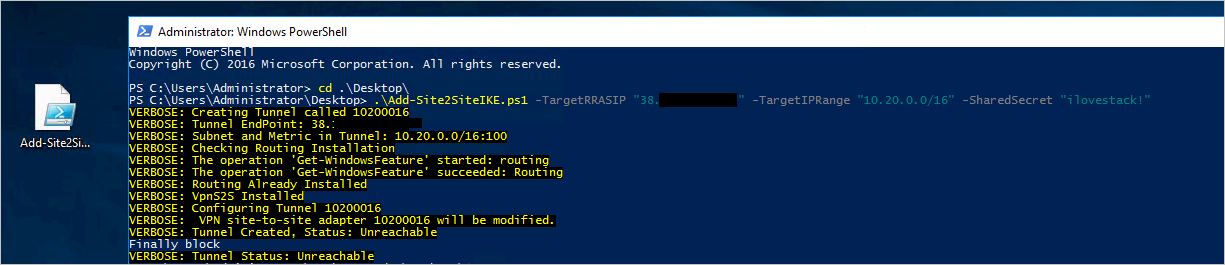 Administrator: Windows PowerShell
Windows PowerShell
Copyright (C) 2016 Microsoft Corporation. All rights reserved.
PS C:\Users\Administrator> cd .\Desktop\
PS C:\Users\Administrator\Desktop> .\Add-Site2SiteIKE.ps1 -TargetRRASIP "38. " -TargetIPRange "10.20.0.0/16" -SharedSecret "ilovestack!"
VERBOSE: Creating Tunnel called 10200016
VERBOSE: Tunnel EndPoint: 38.
VERBOSE: Subnet and Metric in Tunnel: 10.20.0.0/16:100
VERBOSE: Checking Routing Installation
VERBOSE: The operation 'Get-WindowsFeature' started: routing
VERBOSE: The operation 'Get-WindowsFeature' succeeded: Routing
VERBOSE: Routing Already Installed
VERBOSE: VpnS2S Installed
VERBOSE: Configuring Tunnel 10200016
VERBOSE:  VPN site-to-site adapter 10200016 will be modified.
VERBOSE: Tunnel Created, Status: Unreachable
Finally block
VERBOSE: Tunnel Status: Unreachable
Add-Site2Si...